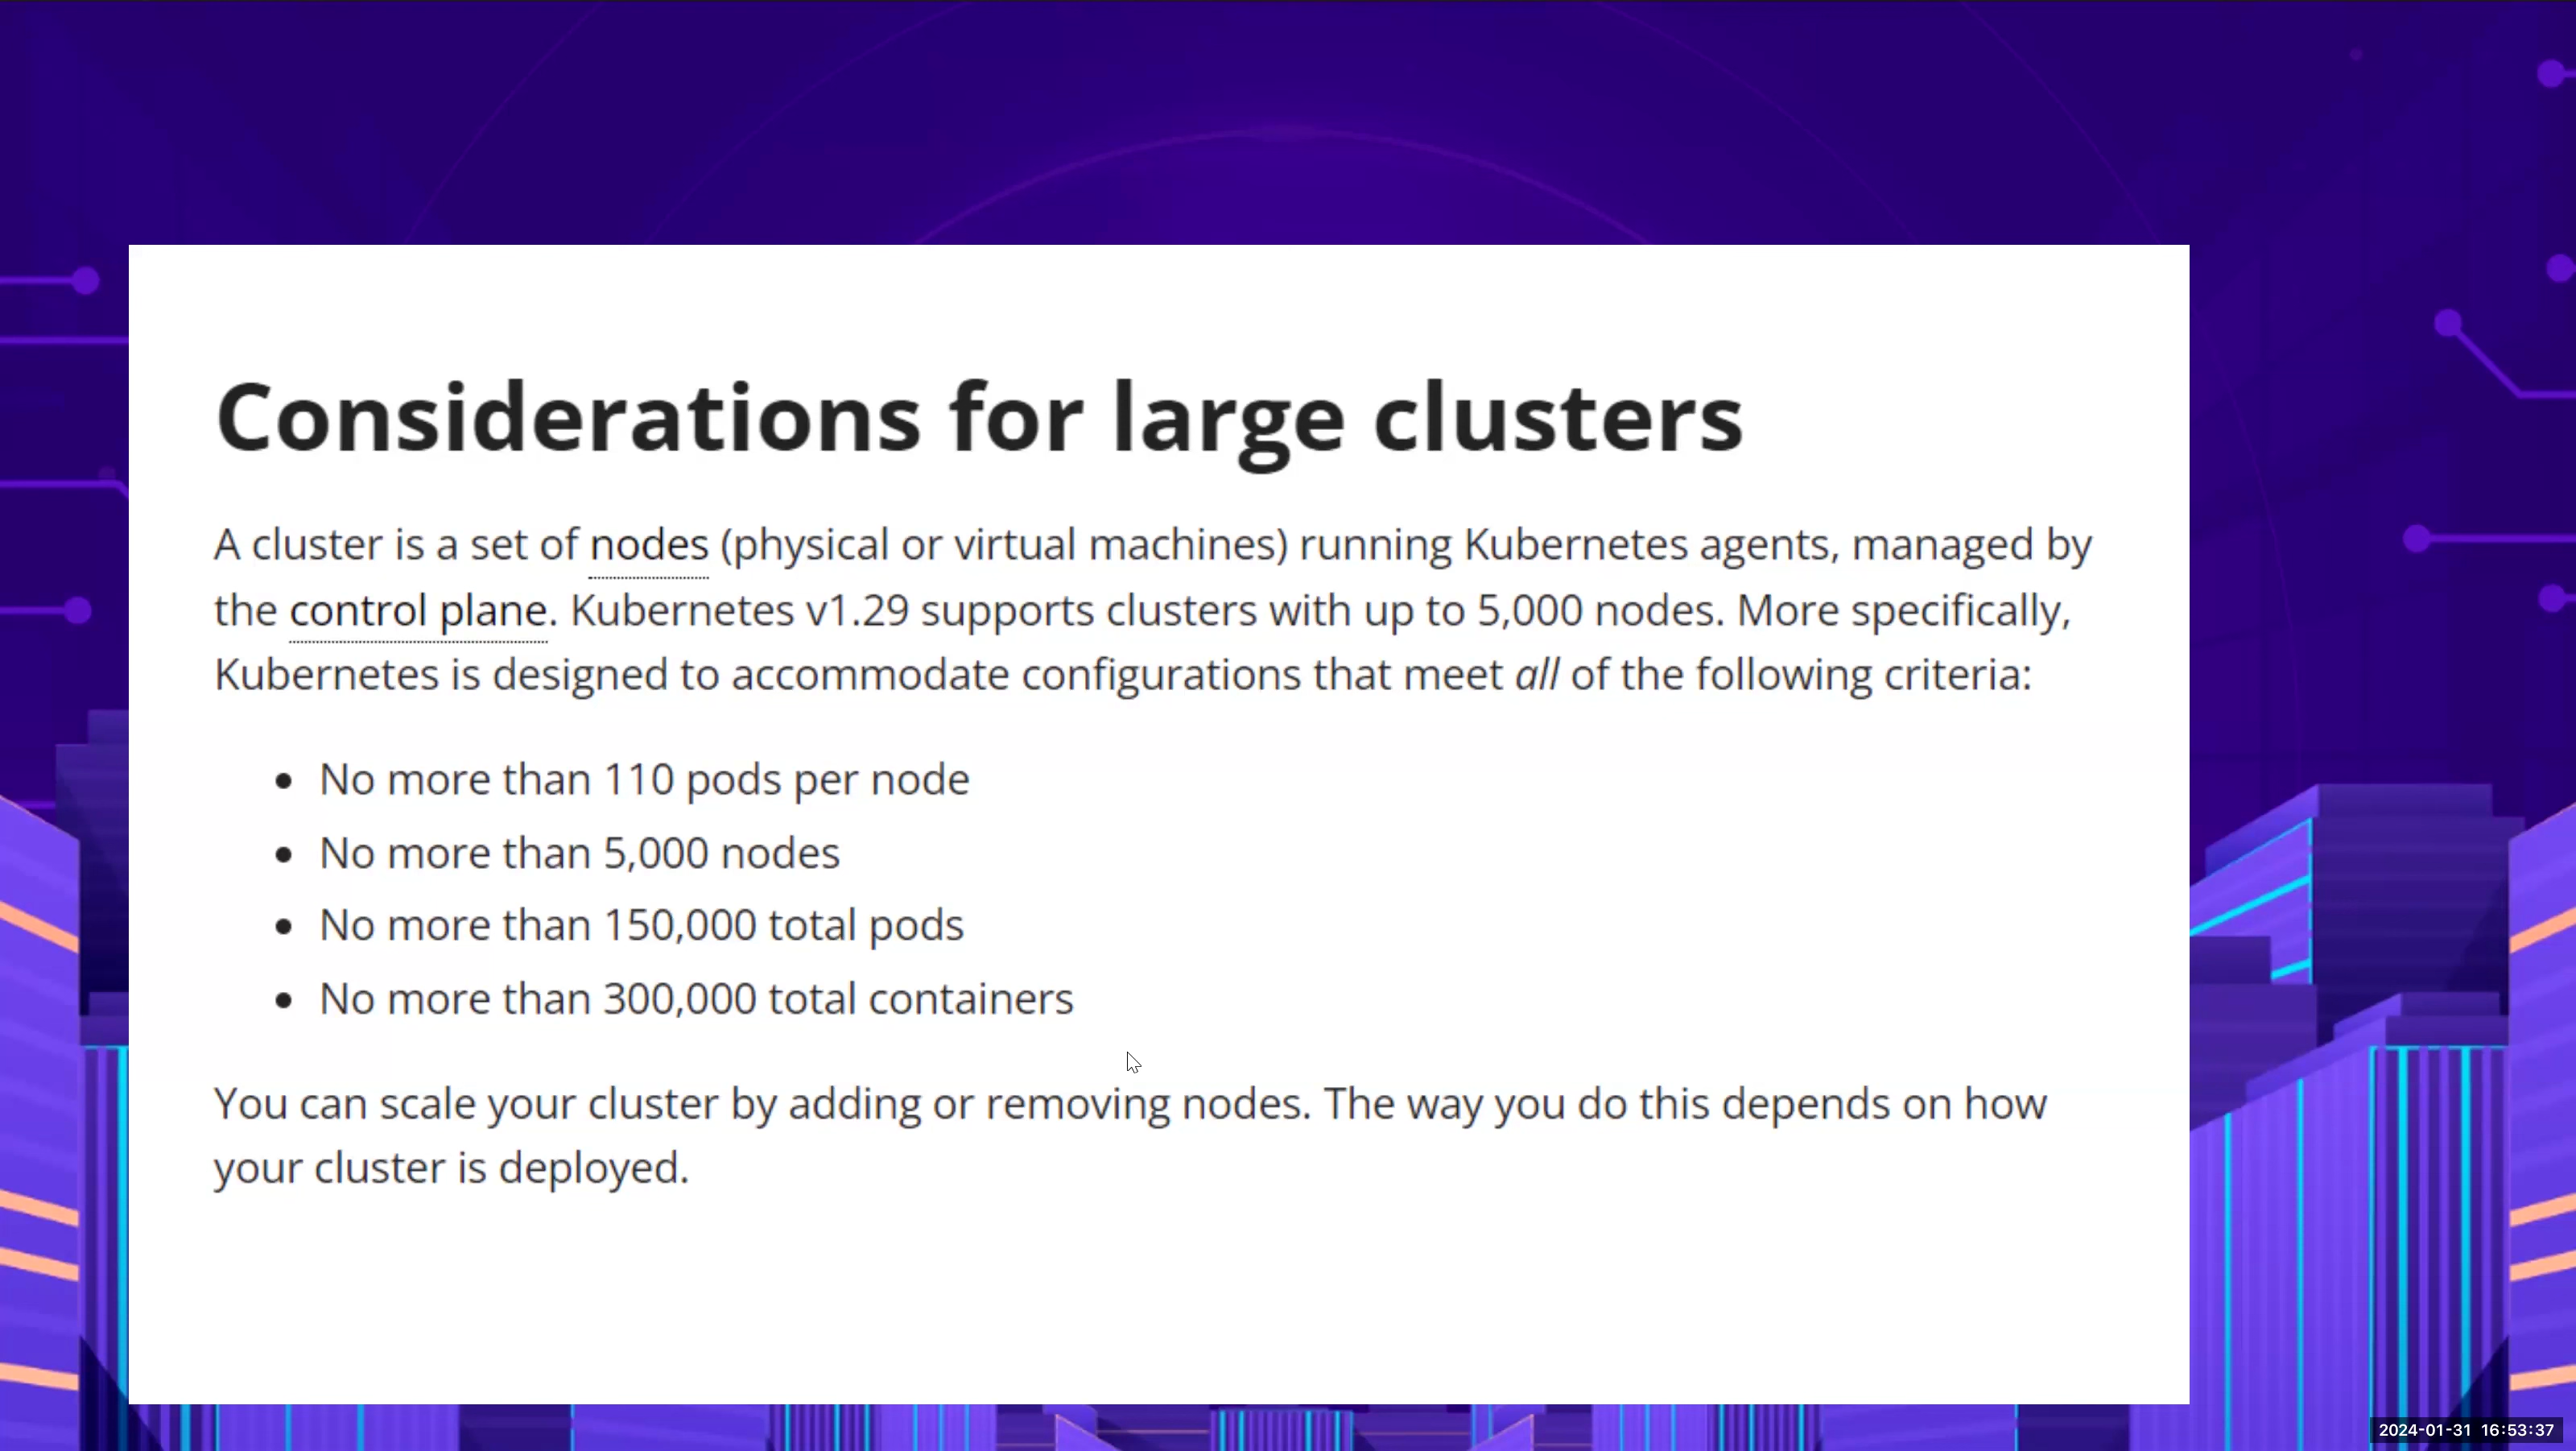 Considerations for large clusters
A cluster is a set of nodes (physical or virtual machines) running Kubernetes agents, managed by
the control plane. Kubernetes v1.29 supports clusters with up to 5,000 nodes. More specifically,
Kubernetes is designed to accommodate configurations that meet all of the following criteria:
• No more than 110 pods per node
• No more than 5,000 nodes
• No more than 150,000 total pods
• No more than 300,000 total containers
You can scale your cluster by adding or removing nodes. The way you do this depends on how
your cluster is deployed.
2024-01-31 16:53:37